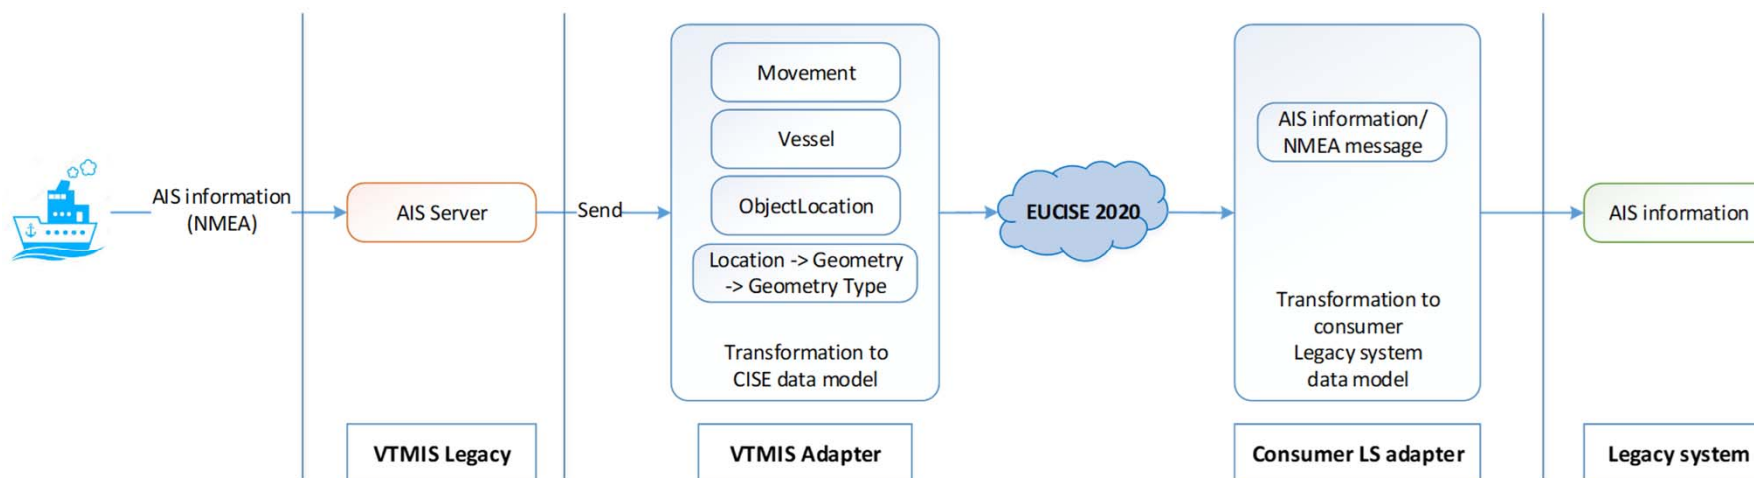 AIS information
(NMEA)
AIS Server
Send
Movement
Vessel
ObjectLocation
Location -> Geometry
-> Geometry Type
Transformation to
CISE data model
EUCISE 2020
AIS information/
NMEA message
Transformation to
consumer
Legacy system
data model
AIS information
VTMIS Legacy
VTMIS Adapter
Consumer LS adapter
Legacy system